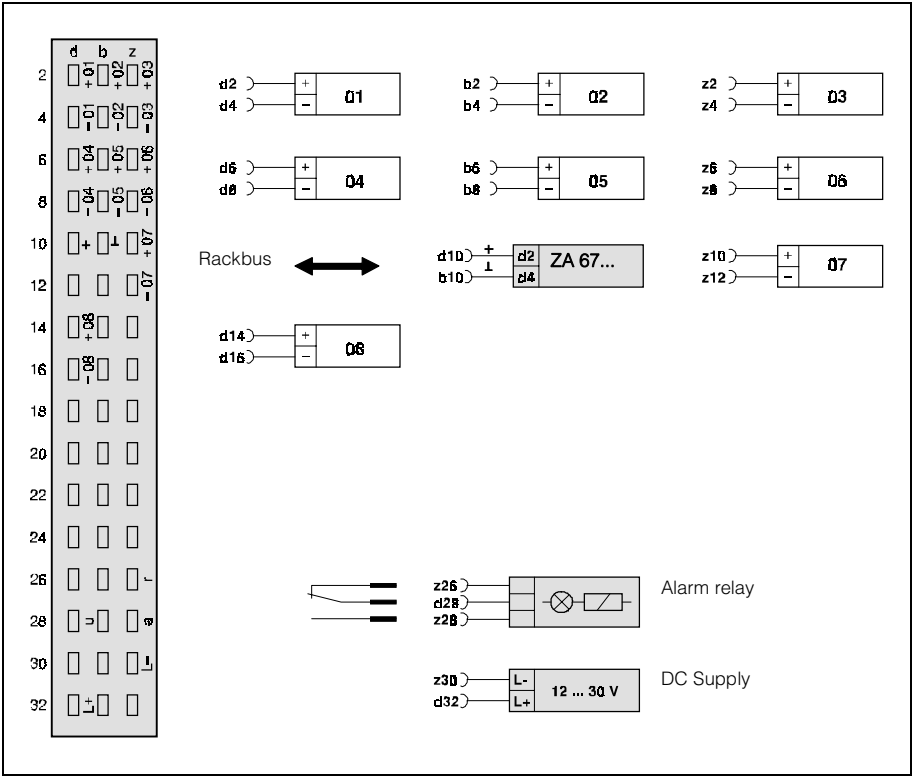 d b z
2 +01 +02 +03
4 −01 −02 −03
6 +04 +05 +06
8 −04 −05 −06
10 + ⊥ +07
12 −07
14 +08
16 −08
18
20
22
24
26 r
28 u a
30 L−
32 L+
d2 + 01
d4 −
b2 + 02
b4 −
z2 + 03
z4 −
d6 + 04
d8 −
b6 + 05
b8 −
z6 + 06
z8 −
Rackbus
d10 + d2 ZA 67...
b10 ⊥ d4
z10 + 07
z12 −
d14 + 08
d16 −
z26
d28
z28
Alarm relay
z30 L-
d32 L+
12 ... 30 V
DC Supply